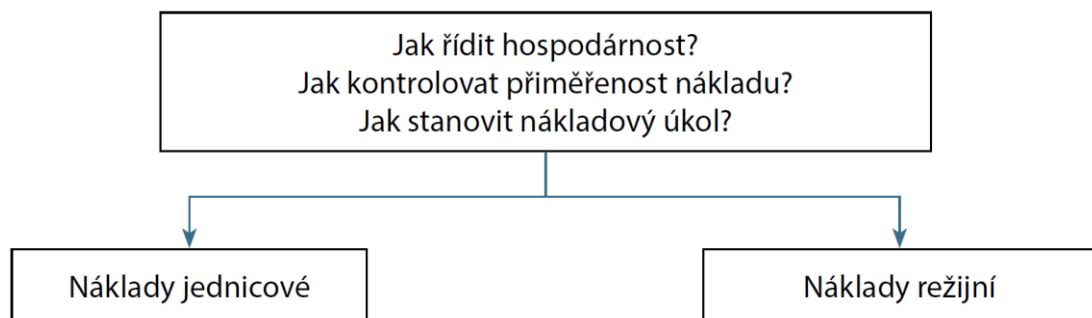 Jak řídit hospodárnost?
Jak kontrolovat přiměřenost nákladu?
Jak stanovit nákladový úkol?
Náklady jednicové
Náklady režijní